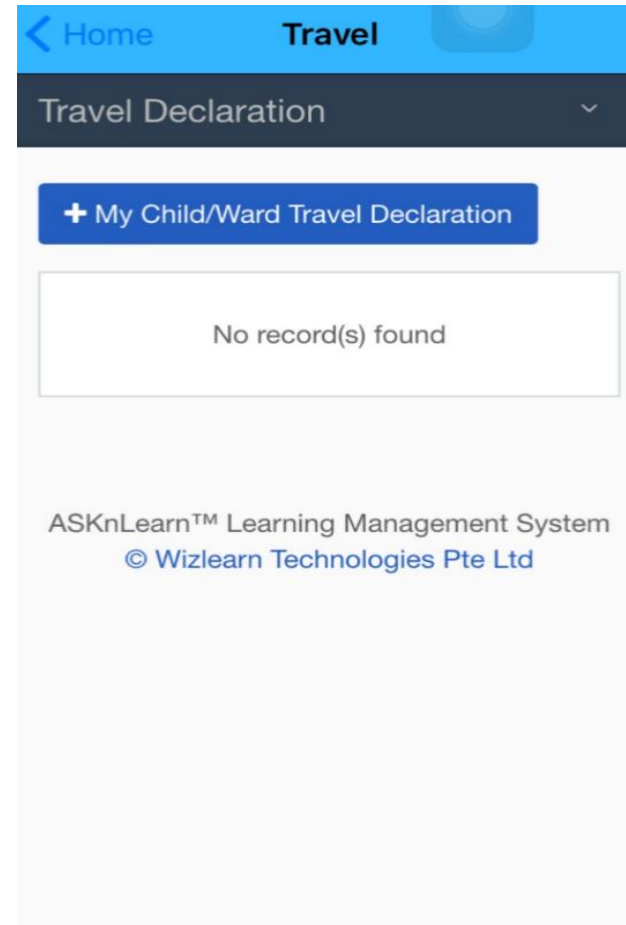 Home Travel
Travel Declaration
+ My Child/Ward Travel Declaration
No record(s) found
ASKnLearn™ Learning Management System
© Wizlearn Technologies Pte Ltd